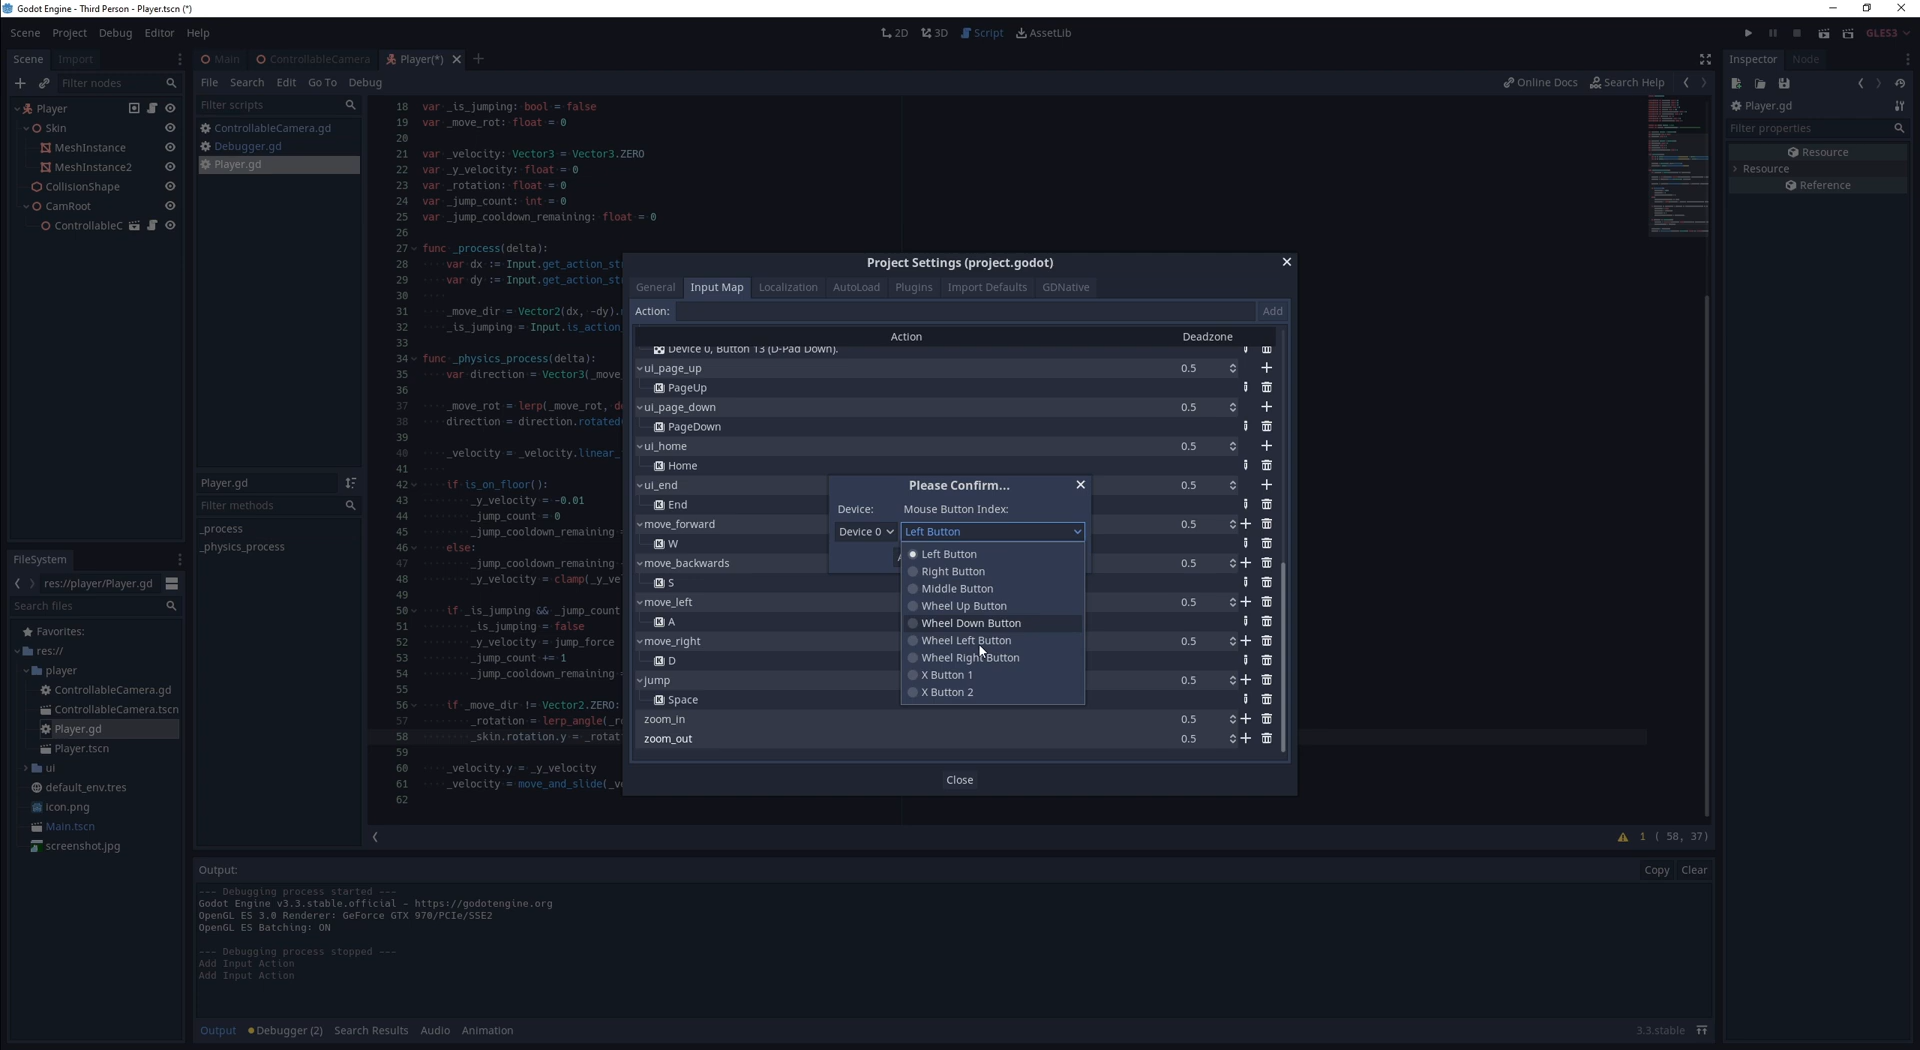 Godot Engine - Third Person - Player.tscn (*)
Scene Project Debug Editor Help
2D 3D Script AssetLib
GLES3
Scene Import
Filter nodes
Player
Skin
MeshInstance
MeshInstance2
CollisionShape
CamRoot
ControllableC
FileSystem
res://player/Player.gd
Search files
Favorites:
res://
player
ControllableCamera.gd
ControllableCamera.tscn
Player.gd
Player.tscn
ui
default_env.tres
icon.png
Main.tscn
screenshot.jpg
Main ControllableCamera Player(*)
File Search Edit Go To Debug
Online Docs Search Help
Filter scripts
ControllableCamera.gd
Debugger.gd
Player.gd
Player.gd
Filter methods
_process
_physics_process
18 var _is_jumping: bool = false
19 var _move_rot: float = 0
20
21 var _velocity: Vector3 = Vector3.ZERO
22 var _y_velocity: float = 0
23 var _rotation: float = 0
24 var _jump_count: int = 0
25 var _jump_cooldown_remaining: float = 0
26
27 func _process(delta):
28 var dx := Input.get_action_st
29 var dy := Input.get_action_st
30
31 _move_dir = Vector2(dx, -dy).
32 _is_jumping = Input.is_action
33
34 func _physics_process(delta):
35 var direction = Vector3(_move
36
37 _move_rot = lerp(_move_rot, d
38 direction = direction.rotated
39
40 _velocity = _velocity.linear_
41
42 if is_on_floor():
43 _y_velocity = -0.01
44 _jump_count = 0
45 _jump_cooldown_remaining
46 else:
47 _jump_cooldown_remaining
48 _y_velocity = clamp(_y_ve
49
50 if _is_jumping && _jump_count
51 _is_jumping = false
52 _y_velocity = jump_force
53 _jump_count += 1
54 _jump_cooldown_remaining
55
56 if _move_dir != Vector2.ZERO:
57 _rotation = lerp_angle(_r
58 _skin.rotation.y = _rotat
59
60 _velocity.y = _y_velocity
61 _velocity = move_and_slide(_v
62
1 ( 58, 37)
Project Settings (project.godot)
General Input Map Localization AutoLoad Plugins Import Defaults GDNative
Action: Add
Action Deadzone
Device 0, Button 13 (D-Pad Down).
ui_page_up 0.5
PageUp
ui_page_down 0.5
PageDown
ui_home 0.5
Home
ui_end 0.5
End
move_forward 0.5
W
move_backwards 0.5
S
move_left 0.5
A
move_right 0.5
D
jump 0.5
Space
zoom_in 0.5
zoom_out 0.5
Close
Please Confirm...
Device: Mouse Button Index:
Device 0 Left Button
Left Button
Right Button
Middle Button
Wheel Up Button
Wheel Down Button
Wheel Left Button
Wheel Right Button
X Button 1
X Button 2
Output:
Copy Clear
--- Debugging process started ---
Godot Engine v3.3.stable.official - https://godotengine.org
OpenGL ES 3.0 Renderer: GeForce GTX 970/PCIe/SSE2
OpenGL ES Batching: ON
--- Debugging process stopped ---
Add Input Action
Add Input Action
Output Debugger (2) Search Results Audio Animation
3.3.stable
Inspector Node
Player.gd
Filter properties
Resource
Resource
Reference